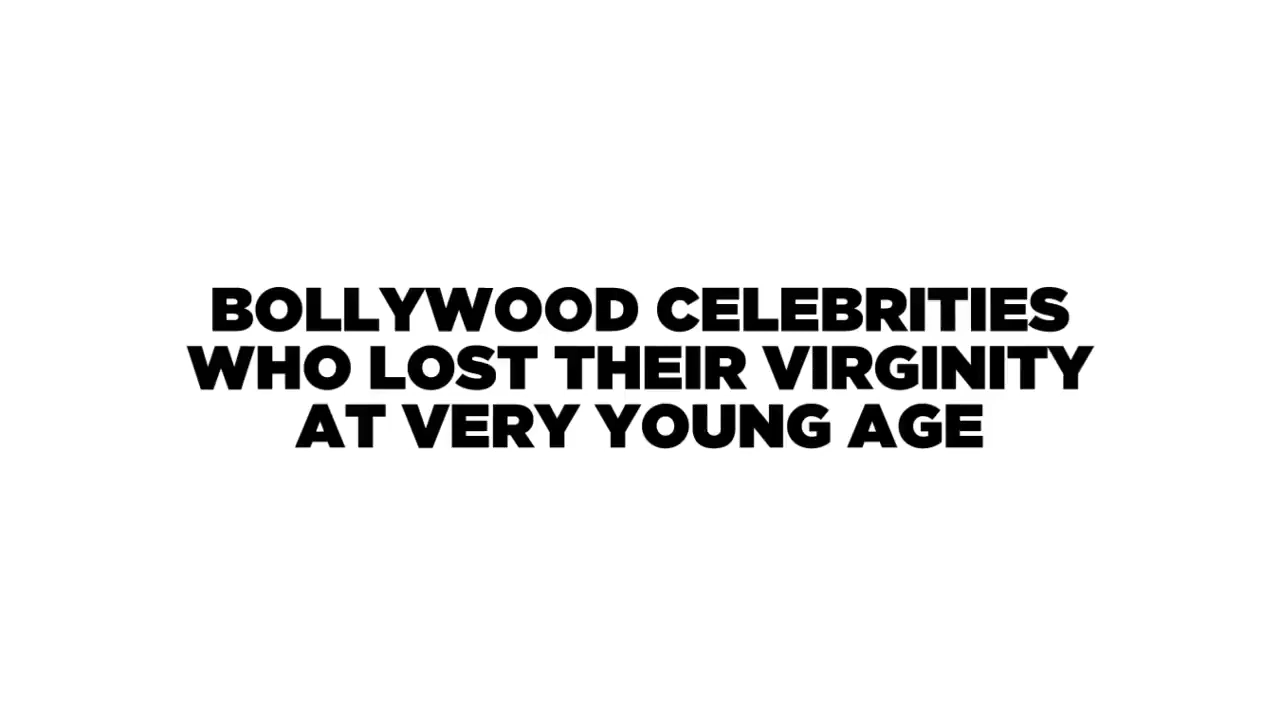 BOLLYWOOD CELEBRITIES
WHO LOST THEIR VIRGINITY
AT VERY YOUNG AGE